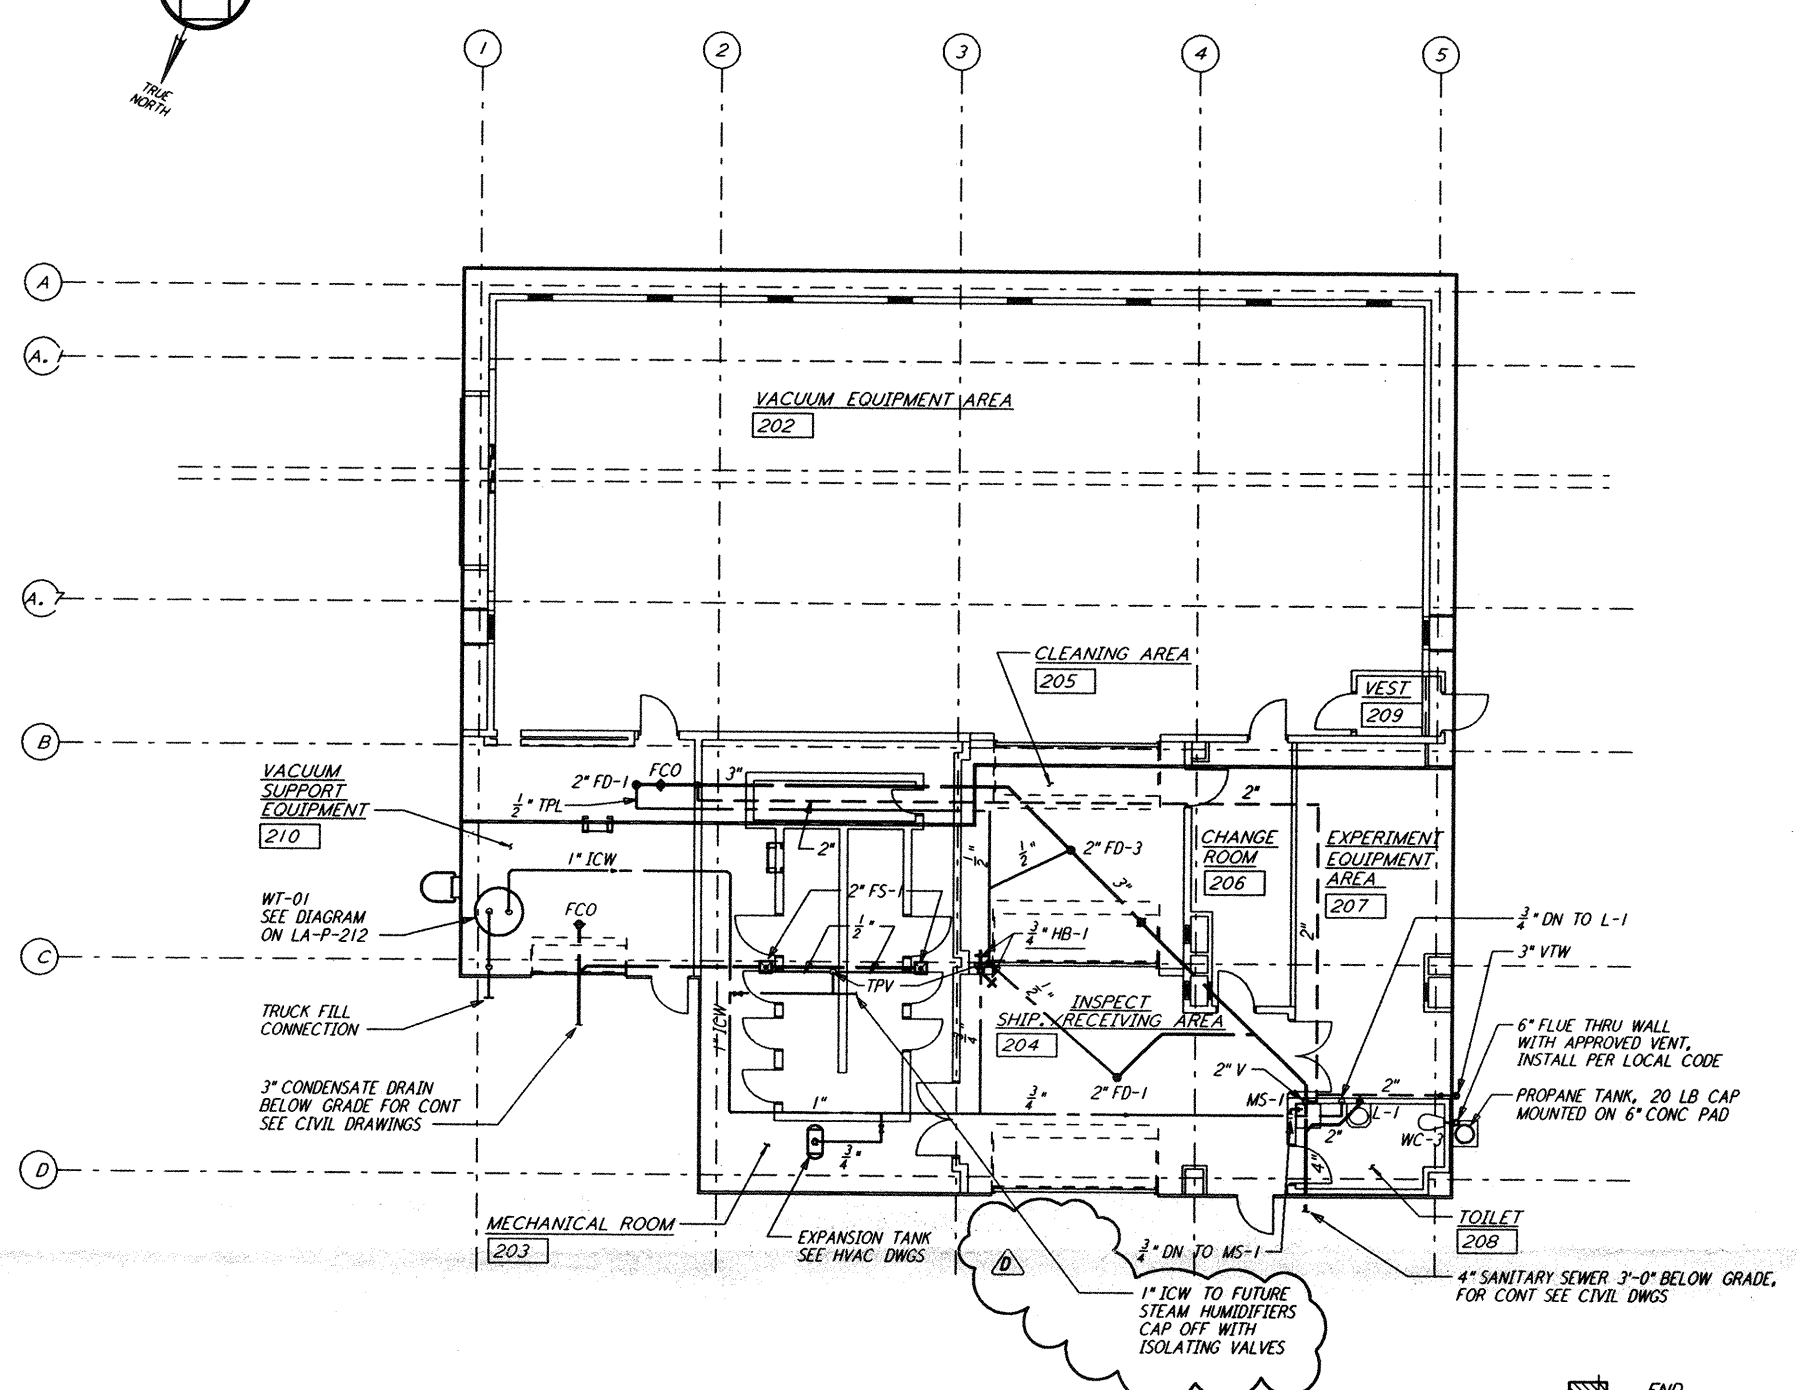 TRUE
NORTH
1
2
3
4
5
A
A.1
VACUUM EQUIPMENT AREA
202
A.7
CLEANING AREA
205
VEST
209
B
VACUUM
SUPPORT
EQUIPMENT
210
2" FD-1
FCO
3"
1/2" TPL
2"
2"
1" ICW
1/2"
1/2"
2" FD-3
3"
CHANGE
ROOM
206
EXPERIMENT
EQUIPMENT
AREA
207
WT-01
SEE DIAGRAM
ON LA-P-212
FCO
2" FS-1
1/2"
3/4" HB-1
2"
3/4" DN TO L-1
3" VTW
C
TPV
TRUCK FILL
CONNECTION
1" ICW
INSPECT
SHIP./RECEIVING AREA
204
3/4"
6" FLUE THRU WALL
WITH APPROVED VENT,
INSTALL PER LOCAL CODE
3" CONDENSATE DRAIN
BELOW GRADE FOR CONT
SEE CIVIL DRAWINGS
2" FD-1
2" V
MS-1
2"
PROPANE TANK, 20 LB CAP
MOUNTED ON 6" CONC PAD
1"
3/4"
L-1
2"
WC-3
3/4"
4"
D
MECHANICAL ROOM
203
EXPANSION TANK
SEE HVAC DWGS
D
3/4" DN TO MS-1
TOILET
208
1" ICW TO FUTURE
STEAM HUMIDIFIERS
CAP OFF WITH
ISOLATING VALVES
4" SANITARY SEWER 3'-0" BELOW GRADE,
FOR CONT SEE CIVIL DWGS